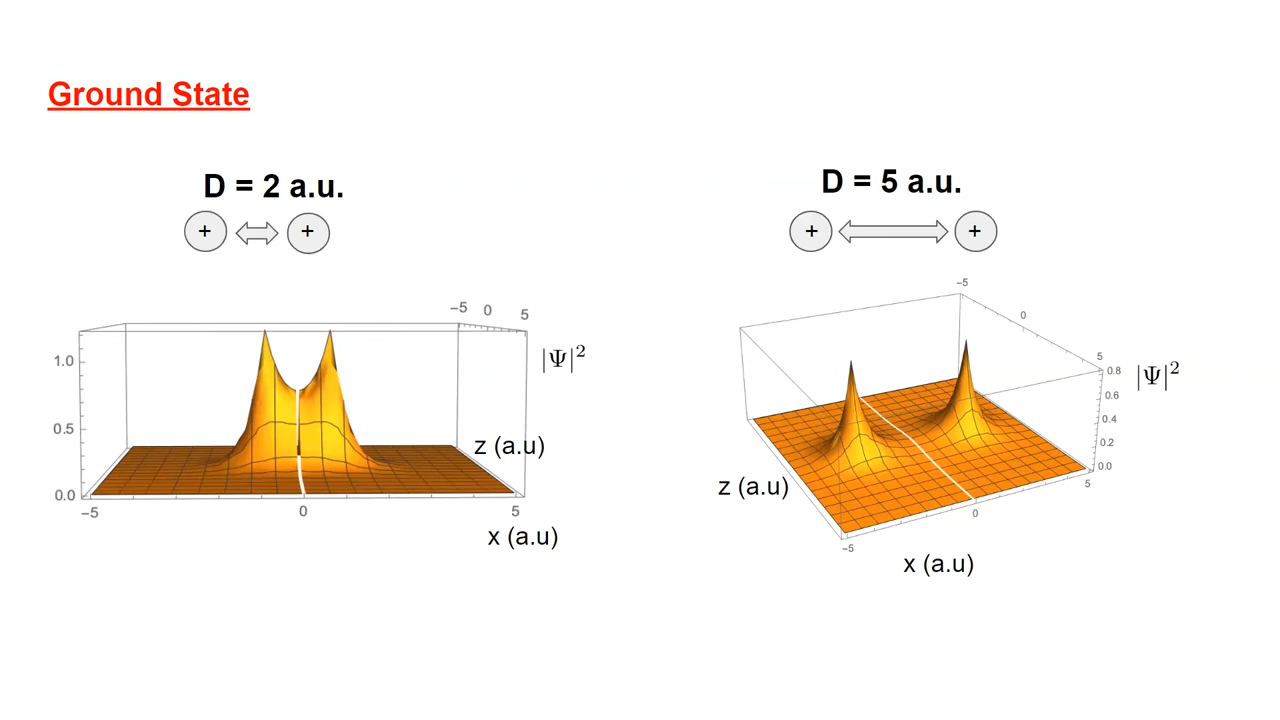 Ground State
D = 2 a.u.
+ +
−5 0 5
1.0
0.5
0.0
|Ψ|²
z (a.u)
−5 0 5
x (a.u)
D = 5 a.u.
+ +
−5
0
5
0.8
0.6
0.4
0.2
0.0
|Ψ|²
z (a.u)
−5 0 5
x (a.u)